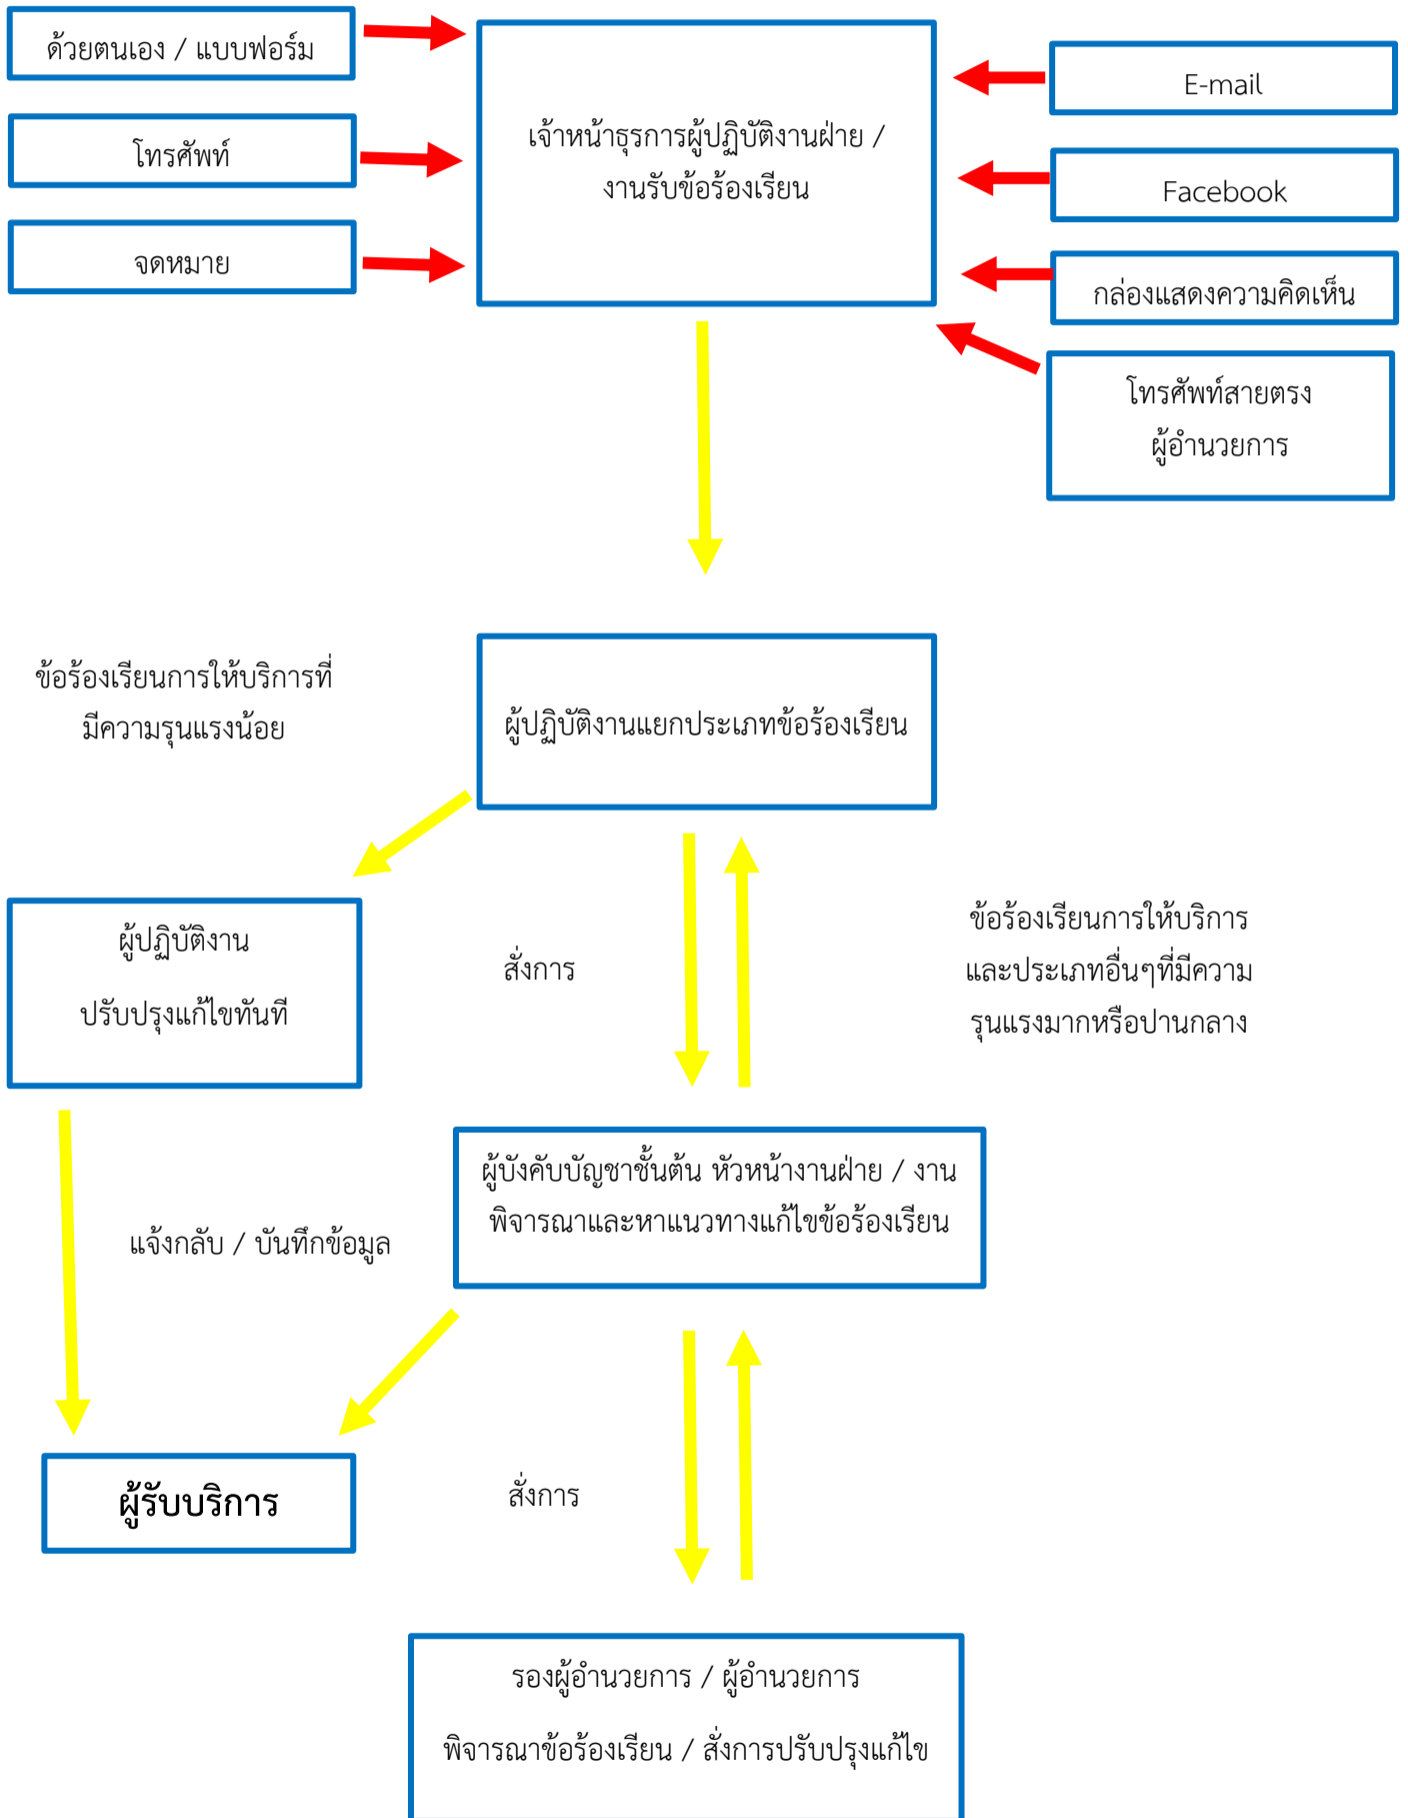 ด้วยตนเอง / แบบฟอร์ม
โทรศัพท์
จดหมาย
เจ้าหน้าธุรการผู้ปฏิบัติงานฝ่าย /
งานรับข้อร้องเรียน
E-mail
Facebook
กล่องแสดงความคิดเห็น
โทรศัพท์สายตรง
ผู้อำนวยการ
ข้อร้องเรียนการให้บริการที่
มีความรุนแรงน้อย
ผู้ปฏิบัติงานแยกประเภทข้อร้องเรียน
ผู้ปฏิบัติงาน
ปรับปรุงแก้ไขทันที
สั่งการ
ข้อร้องเรียนการให้บริการ
และประเภทอื่นๆที่มีความ
รุนแรงมากหรือปานกลาง
ผู้บังคับบัญชาชั้นต้น หัวหน้างานฝ่าย / งาน
พิจารณาและหาแนวทางแก้ไขข้อร้องเรียน
แจ้งกลับ / บันทึกข้อมูล
ผู้รับบริการ
สั่งการ
รองผู้อำนวยการ / ผู้อำนวยการ
พิจารณาข้อร้องเรียน / สั่งการปรับปรุงแก้ไข